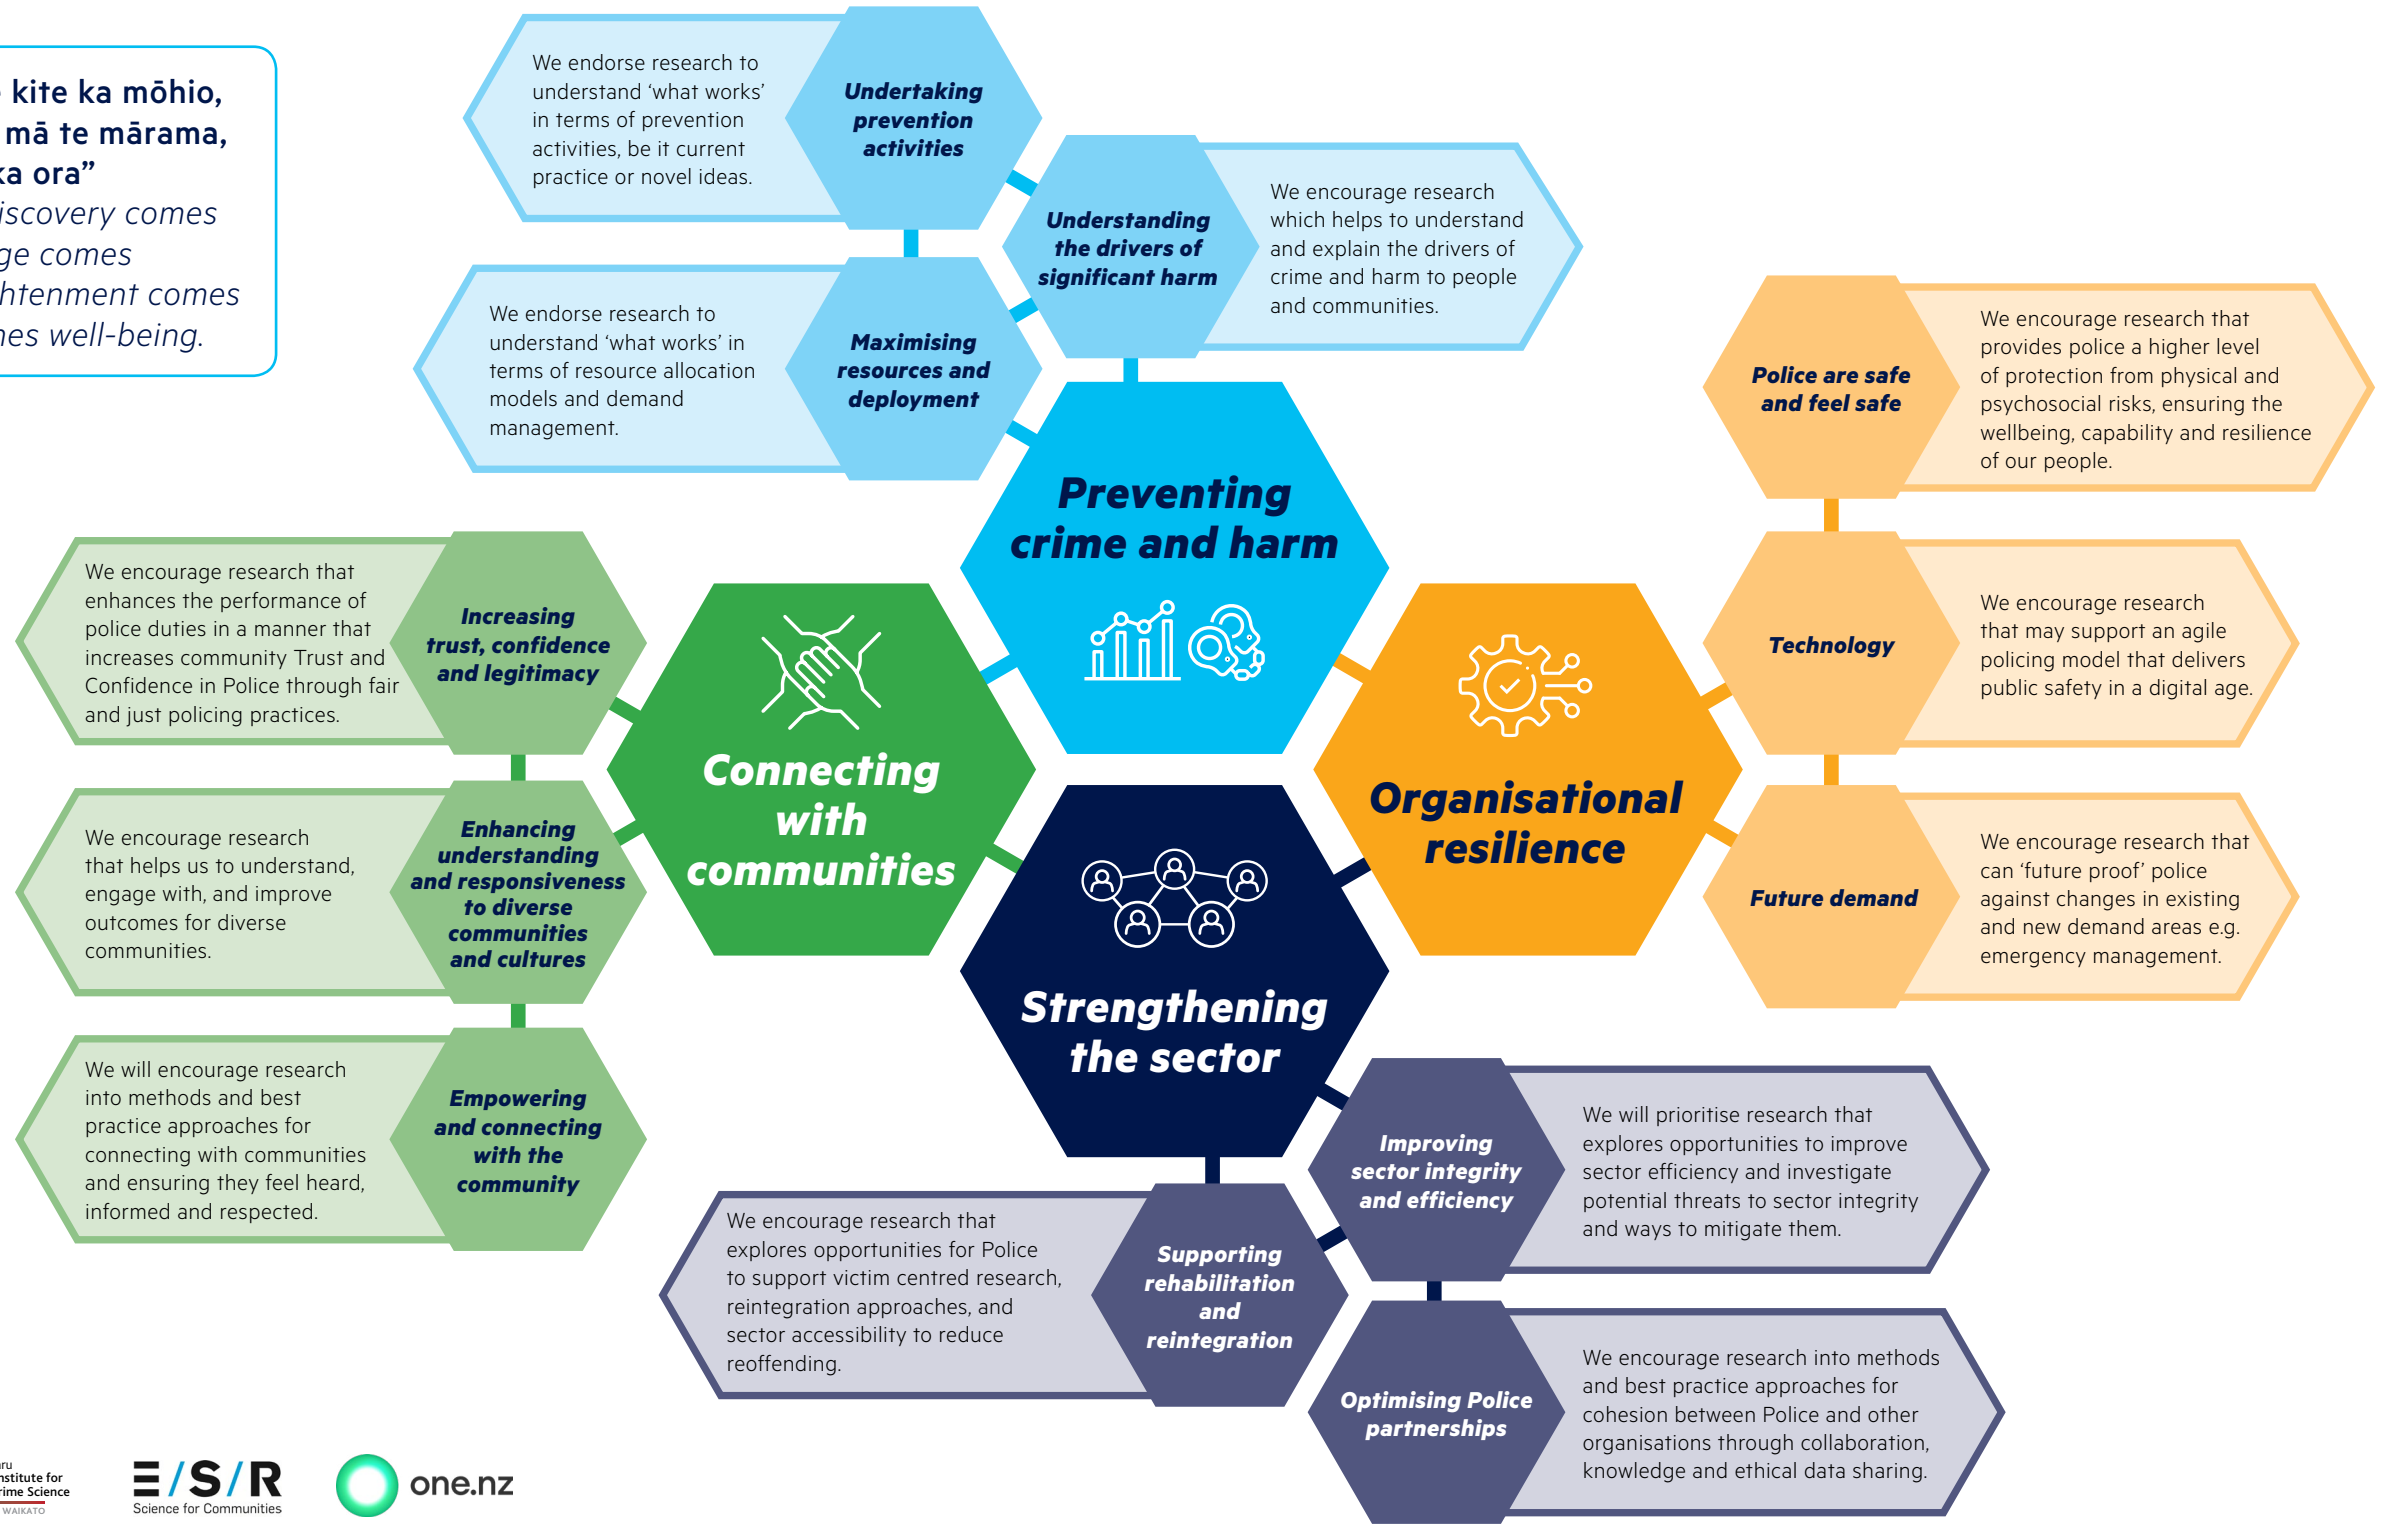 kite ka mōhio,
mā te mārama,
ka ora”
comes
comes
comes
well-being.
We endorse research to
understand ‘what works’
in terms of prevention
activities, be it current
practice or novel ideas.
Undertaking
prevention
activities
Understanding
the drivers of
significant harm
We encourage research
which helps to understand
and explain the drivers of
crime and harm to people
and communities.
We endorse research to
understand ‘what works’ in
terms of resource allocation
models and demand
management.
Maximising
resources and
deployment
Preventing
crime and harm
Police are safe
and feel safe
We encourage research that
provides police a higher level
of protection from physical and
psychosocial risks, ensuring the
wellbeing, capability and resilience
of our people.
Technology
We encourage research
that may support an agile
policing model that delivers
public safety in a digital age.
Future demand
We encourage research that
can ‘future proof’ police
against changes in existing
and new demand areas e.g.
emergency management.
Organisational
resilience
We encourage research that
enhances the performance of
police duties in a manner that
increases community Trust and
Confidence in Police through fair
and just policing practices.
Increasing
trust, confidence
and legitimacy
Connecting
with
communities
We encourage research
that helps us to understand,
engage with, and improve
outcomes for diverse
communities.
Enhancing
understanding
and responsiveness
to diverse
communities
and cultures
We will encourage research
into methods and best
practice approaches for
connecting with communities
and ensuring they feel heard,
informed and respected.
Empowering
and connecting
with the
community
Strengthening
the sector
Improving
sector integrity
and efficiency
We will prioritise research that
explores opportunities to improve
sector efficiency and investigate
potential threats to sector integrity
and ways to mitigate them.
We encourage research that
explores opportunities for Police
to support victim centred research,
reintegration approaches, and
sector accessibility to reduce
reoffending.
Supporting
rehabilitation
and
reintegration
Optimising Police
partnerships
We encourage research into methods
and best practice approaches for
cohesion between Police and other
organisations through collaboration,
knowledge and ethical data sharing.
for
Science
WAIKATO
E/S/R
Science for Communities
one.nz